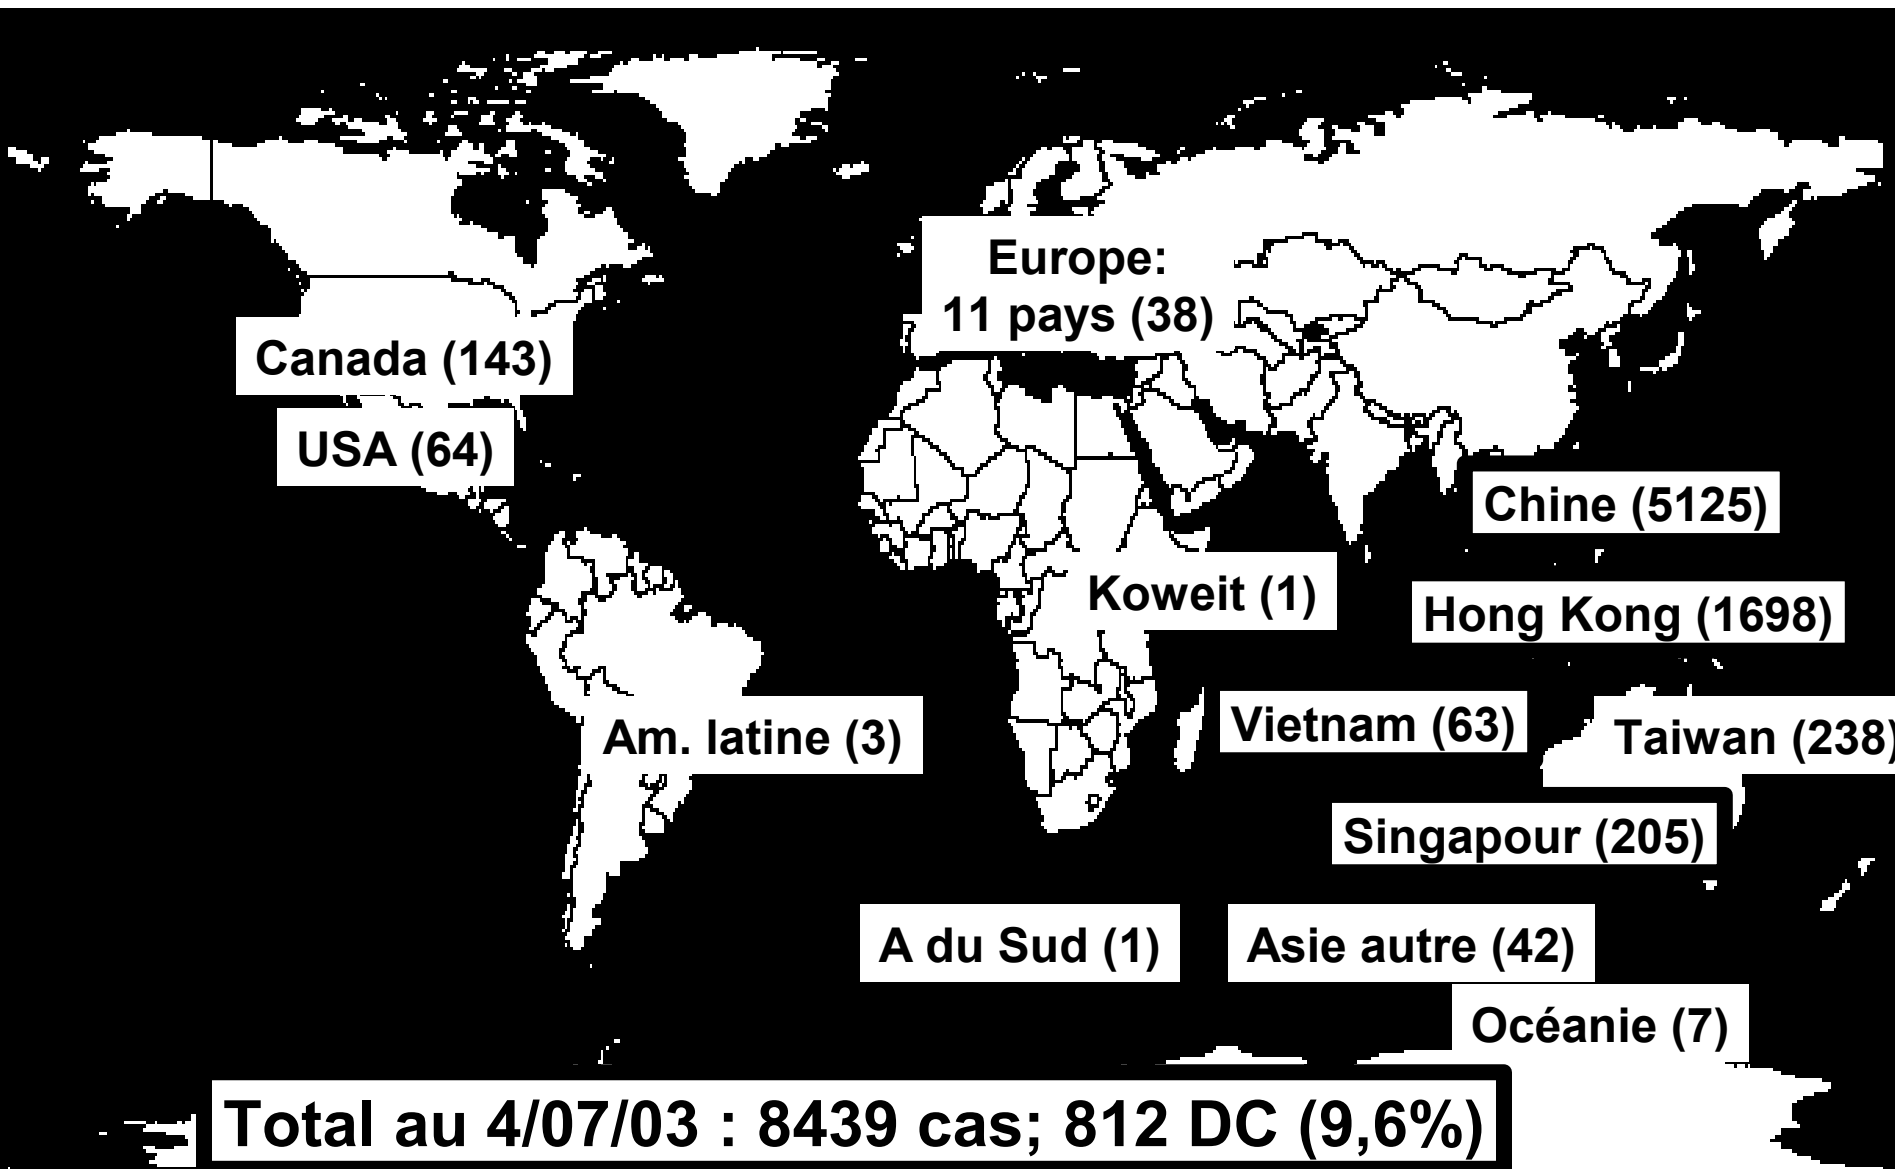 Europe:
11 pays (38)
Canada (143)
USA (64)
Chine (5125)
Koweit (1)
Hong Kong (1698)
Am. latine (3)
Vietnam (63)
Taiwan (238)
Singapour (205)
A du Sud (1)
Asie autre (42)
Océanie (7)
Total au 4/07/03 : 8439 cas; 812 DC (9,6%)